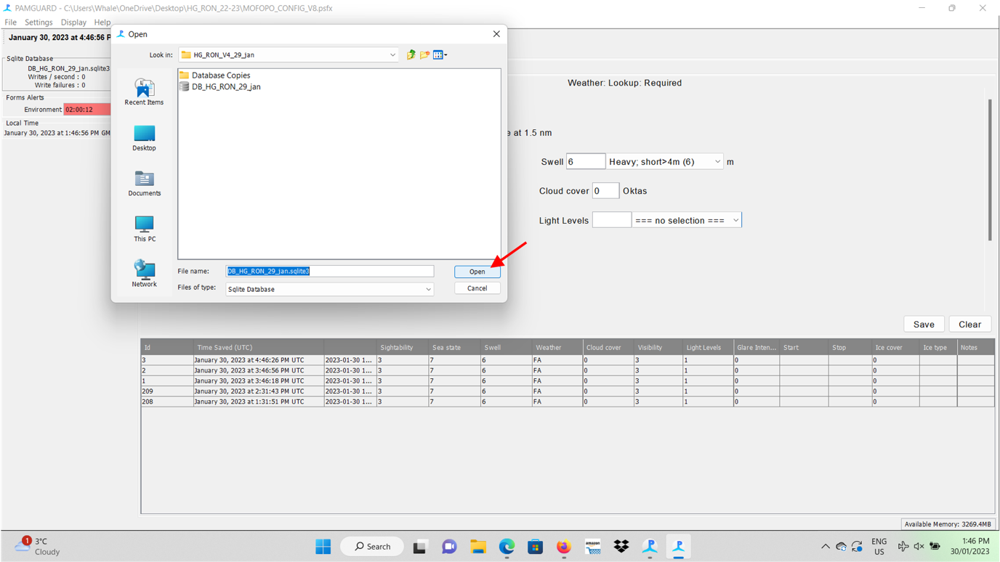 PAMGUARD - C:\Users\Whale\OneDrive\Desktop\HG_RON_22-23\MOFOPO_CONFIG_V8.psfx
File Settings Display Help
January 30, 2023 at 4:46:56 P
Sqlite Database
DB_HG_RON_29_jan.sqlite3
Writes / second : 0
Write failures : 0
Forms Alerts
Environment 02:00:12
Local Time
January 30, 2023 at 1:46:56 PM GM
Open
Look in: HG_RON_V4_29_jan
Recent Items
Desktop
Documents
This PC
Network
Database Copies
DB_HG_RON_29_jan
File name: DB_HG_RON_29_jan.sqlite3 Open
Files of type: Sqlite Database Cancel
Weather: Lookup: Required
e at 1.5 nm
Swell 6 Heavy; short>4m (6) m
Cloud cover 0 Oktas
Light Levels === no selection ===
Save Clear
Id Time Saved (UTC) Sightability Sea state Swell Weather Cloud cover Visibility Light Levels Glare Inten... Start Stop Ice cover Ice type Notes
3 January 30, 2023 at 4:46:26 PM UTC 2023-01-30 1... 3 7 6 FA 0 3 1 0 0
2 January 30, 2023 at 3:46:56 PM UTC 2023-01-30 1... 3 7 6 FA 0 3 1 0 0
1 January 30, 2023 at 3:46:18 PM UTC 2023-01-30 1... 3 7 6 FA 0 3 1 0 0
209 January 30, 2023 at 2:31:43 PM UTC 2023-01-30 1... 3 7 6 FA 0 3 1 0 0
208 January 30, 2023 at 1:31:51 PM UTC 2023-01-30 1... 3 7 6 FA 0 3 1 0 0
Available Memory: 3269.4MB
1 3°C
Cloudy
Search
amazon
ENG
US
1:46 PM
30/01/2023